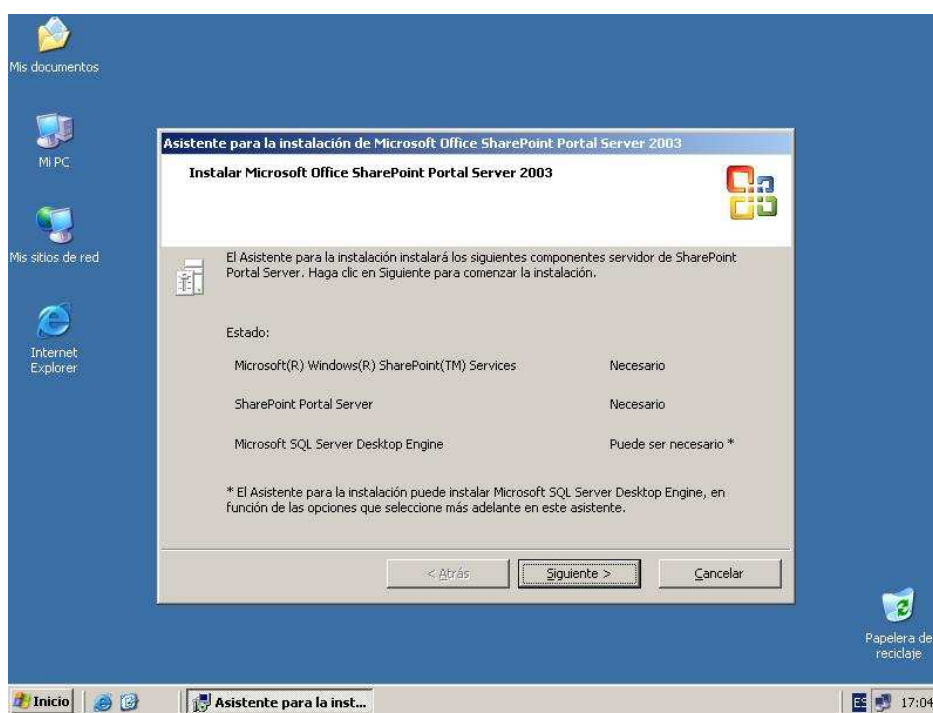 Mis documentos
Mi PC
Mis sitios de red
Internet
Explorer
Asistente para la instalación de Microsoft Office SharePoint Portal Server 2003
Instalar Microsoft Office SharePoint Portal Server 2003
El Asistente para la instalación instalará los siguientes componentes servidor de SharePoint
Portal Server. Haga clic en Siguiente para comenzar la instalación.
Estado:
Microsoft(R) Windows(R) SharePoint(TM) Services Necesario
SharePoint Portal Server Necesario
Microsoft SQL Server Desktop Engine Puede ser necesario *
* El Asistente para la instalación puede instalar Microsoft SQL Server Desktop Engine, en
función de las opciones que seleccione más adelante en este asistente.
< Atrás Siguiente > Cancelar
Papelera de
reciclaje
Inicio Asistente para la inst... ES 17:04